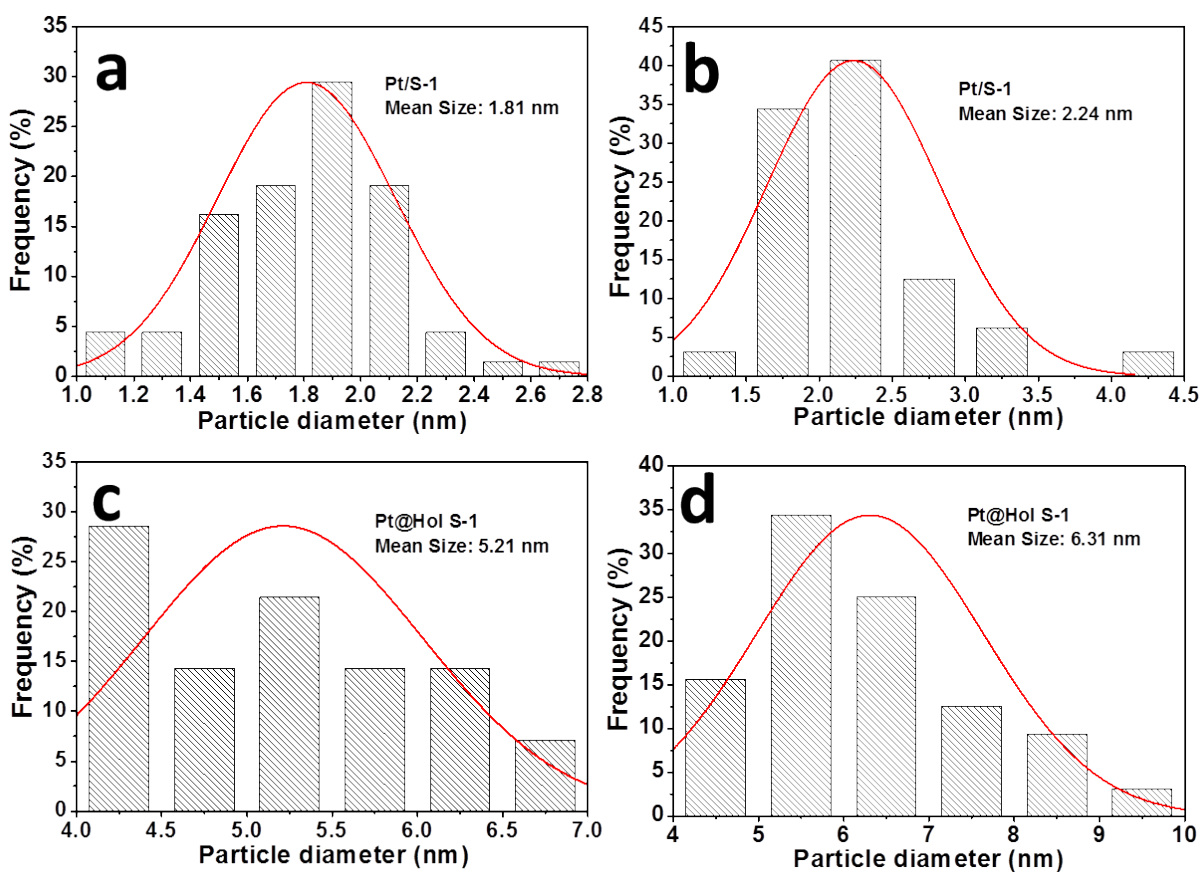 a
Pt/S-1
Mean Size: 1.81 nm
Frequency (%)
35
30
25
20
15
10
5
0
1.0 1.2 1.4 1.6 1.8 2.0 2.2 2.4 2.6 2.8
Particle diameter (nm)
b
Pt/S-1
Mean Size: 2.24 nm
Frequency (%)
45
40
35
30
25
20
15
10
5
0
1.0 1.5 2.0 2.5 3.0 3.5 4.0 4.5
Particle diameter (nm)
c
Pt@Hol S-1
Mean Size: 5.21 nm
Frequency (%)
35
30
25
20
15
10
5
0
4.0 4.5 5.0 5.5 6.0 6.5 7.0
Particle diameter (nm)
d
Pt@Hol S-1
Mean Size: 6.31 nm
Frequency (%)
40
35
30
25
20
15
10
5
0
4 5 6 7 8 9 10
Particle diameter (nm)